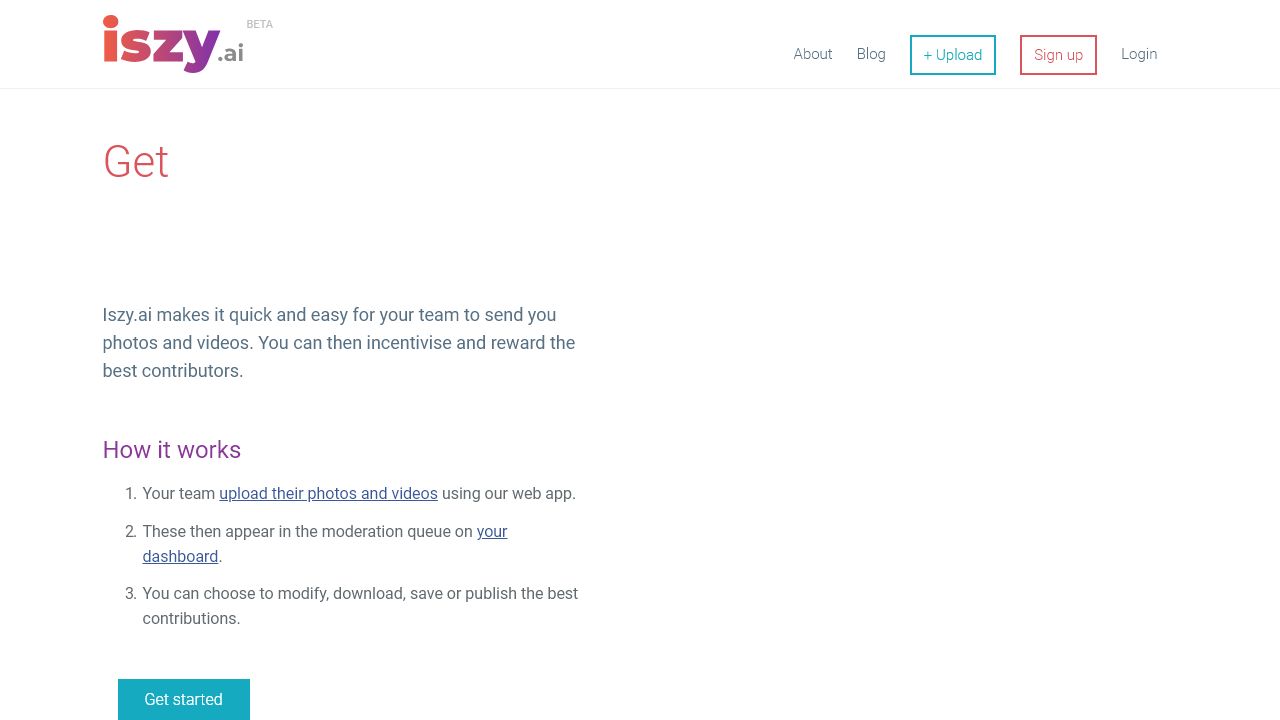 iszy.ai BETA
About Blog + Upload Sign up Login
Get
Iszy.ai makes it quick and easy for your team to send you
photos and videos. You can then incentivise and reward the
best contributors.
How it works
1. Your team upload their photos and videos using our web app.
2. These then appear in the moderation queue on your
dashboard.
3. You can choose to modify, download, save or publish the best
contributions.
Get started